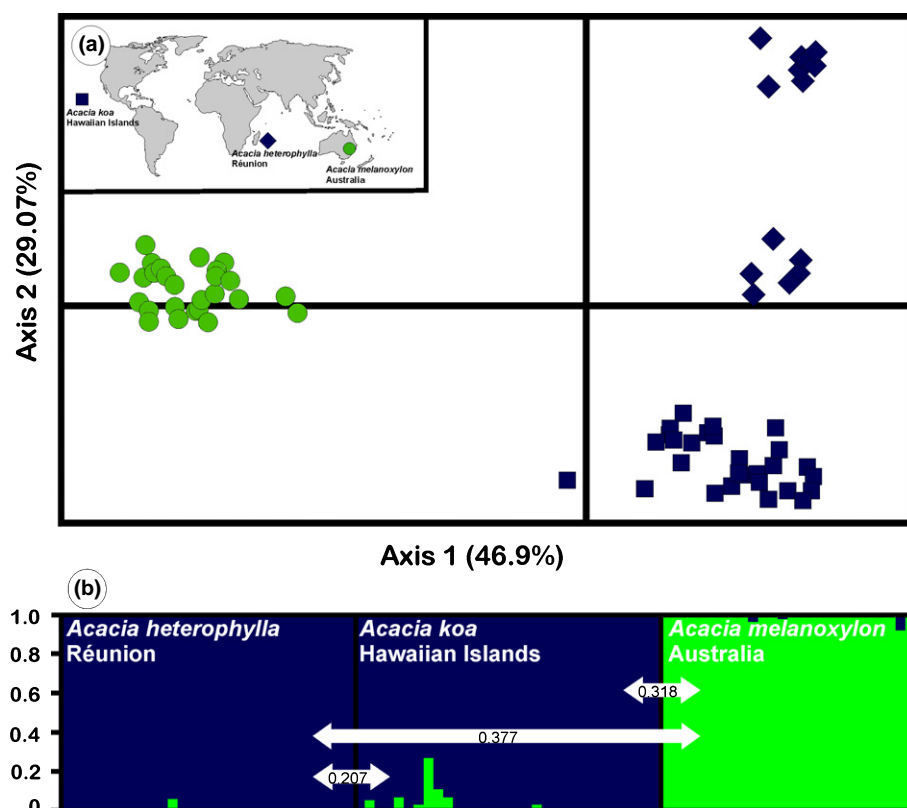 (a)
Acacia koa
Hawaiian Islands
Acacia heterophylla
Réunion
Acacia melanoxylon
Australia
Axis 2 (29.07%)
Axis 1 (46.9%)
(b)
1.0
0.8
0.6
0.4
0.2
0
Acacia heterophylla
Réunion
Acacia koa
Hawaiian Islands
Acacia melanoxylon
Australia
0.318
0.377
0.207